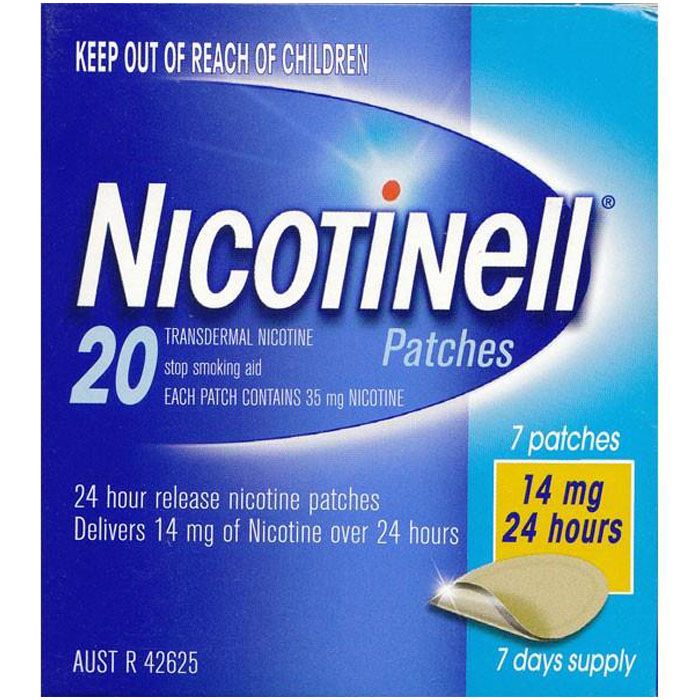 KEEP OUT OF REACH OF CHILDREN
NICOTINell®
Patches
20
TRANSDERMAL NICOTINE
stop smoking aid
EACH PATCH CONTAINS 35 mg NICOTINE
7 patches
14 mg
24 hours
24 hour release nicotine patches
Delivers 14 mg of Nicotine over 24 hours
AUST R 42625
7 days supply